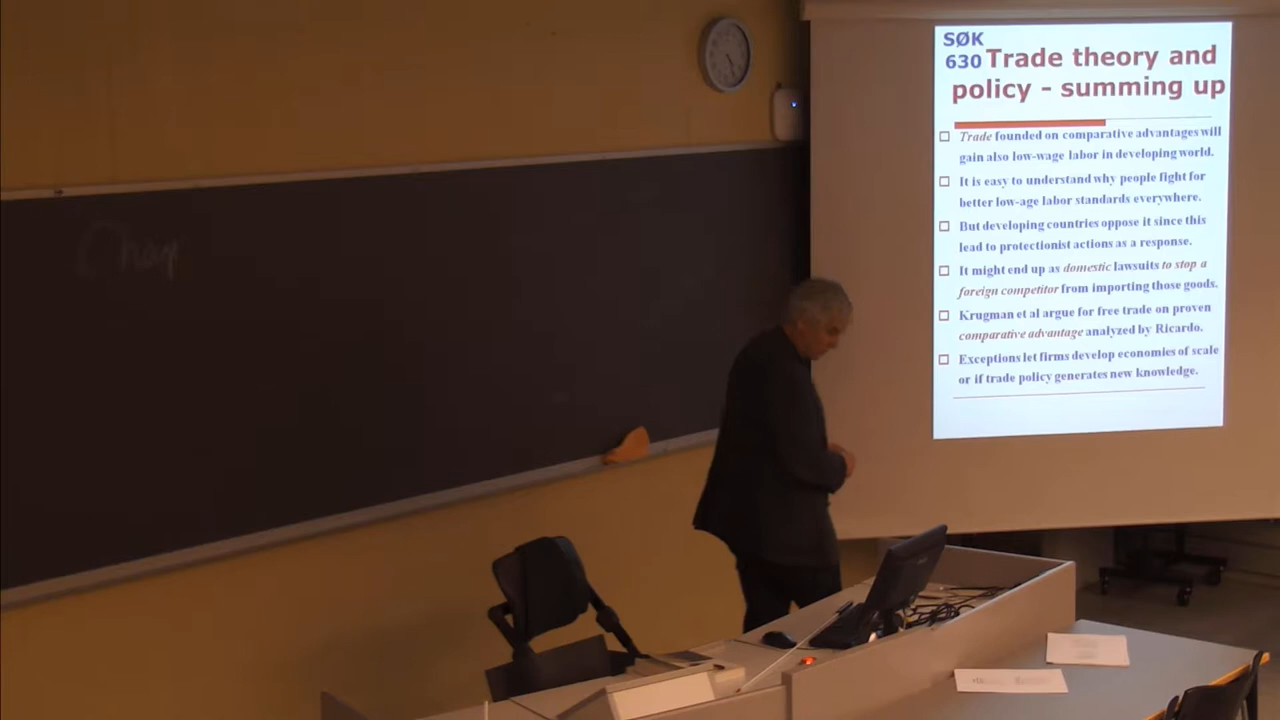 SØK
630 Trade theory and
policy - summing up
Trade founded on comparative advantages will
gain also low-wage labor in developing world.
It is easy to understand why people fight for
better low-age labor standards everywhere.
But developing countries oppose it since this
lead to protectionist actions as a response.
It might end up as domestic lawsuits to stop a
foreign competitor from importing those goods.
Krugman et al argue for free trade on proven
comparative advantage analyzed by Ricardo.
Exceptions let firms develop economies of scale
or if trade policy generates new knowledge.
Chap